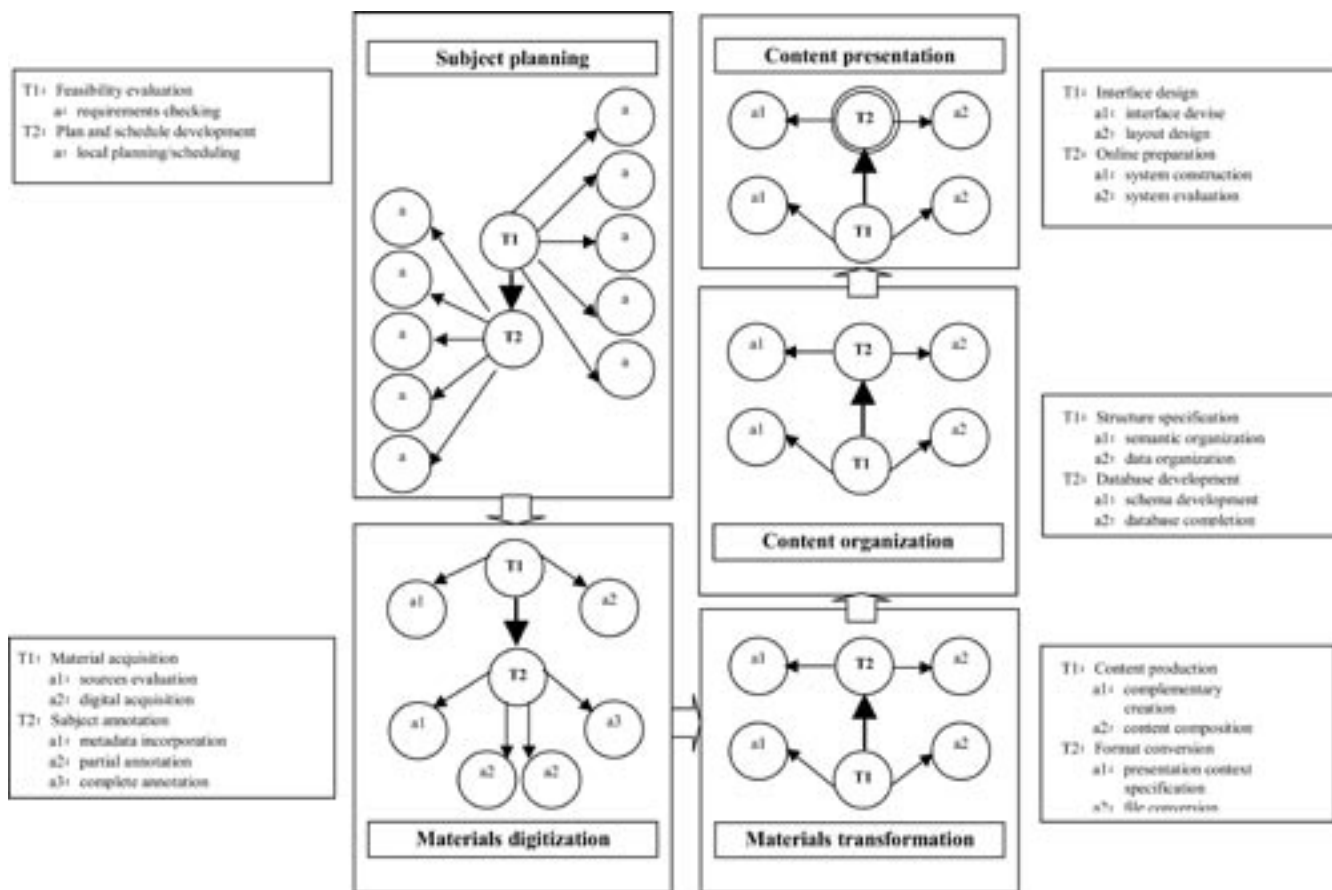 Subject planning
T1: Feasibility evaluation
a: requirements checking
T2: Plan and schedule development
a: local planning/scheduling
a
a
a
a
a
T1
a
a
a
a
a
T2
Materials digitization
T1: Material acquisition
a1: sources evaluation
a2: digital acquisition
T2: Subject annotation
a1: metadata incorporation
a2: partial annotation
a3: complete annotation
T1
a1
a2
T2
a1
a3
a2
a2
Materials transformation
T1: Content production
a1: complementary
creation
a2: content composition
T2: Format conversion
a1: presentation context
specification
a2: file conversion
a1
T2
a2
a1
a2
T1
Content organization
T1: Structure specification
a1: semantic organization
a2: data organization
T2: Database development
a1: schema development
a2: database completion
a1
T2
a2
a1
a2
T1
Content presentation
T1: Interface design
a1: interface devise
a2: layout design
T2: Online preparation
a1: system construction
a2: system evaluation
a1
T2
a2
a1
a2
T1